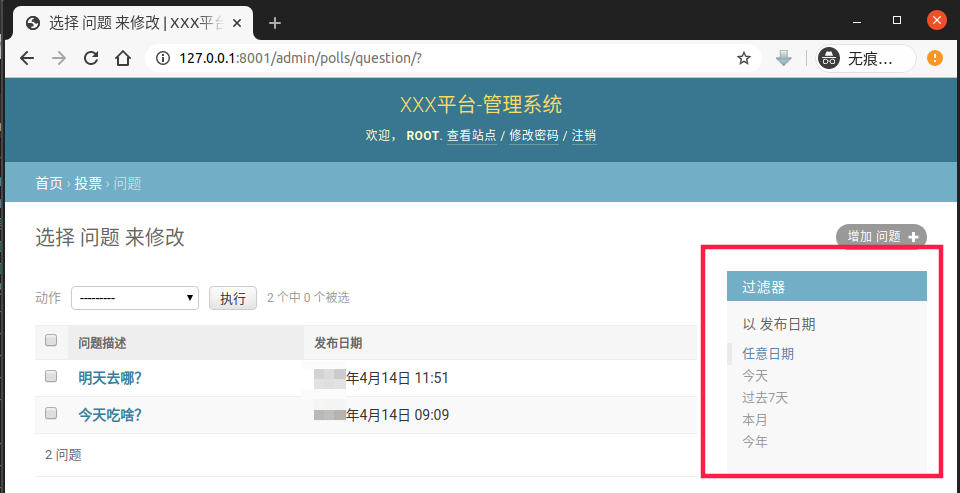 选择 问题 来修改 | XXX平台
127.0.0.1:8001/admin/polls/question/?
无痕…
XXX平台-管理系统
欢迎， ROOT. 查看站点 / 修改密码 / 注销
首页 › 投票 › 问题
选择 问题 来修改
增加 问题
动作 --------- 执行 2 个中 0 个被选
问题描述 发布日期
明天去哪? 年4月14日 11:51
今天吃啥? 年4月14日 09:09
2 问题
过滤器
以 发布日期
任意日期
今天
过去7天
本月
今年